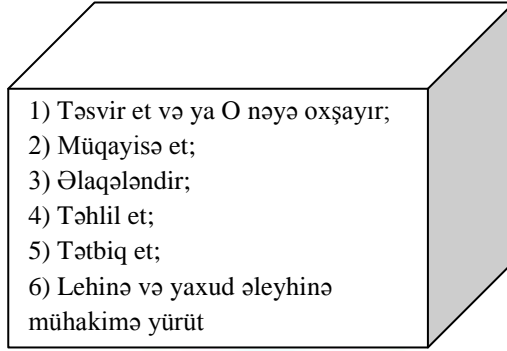 1) Təsvir et və ya O nəyə oxşayır;
2) Müqayisə et;
3) Əlaqələndir;
4) Təhlil et;
5) Tətbiq et;
6) Lehinə və yaxud əleyhinə
mühakimə yürüt